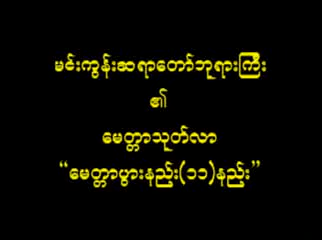 မင်းကွန်းဆရာတော်ဘုရားကြီး
၏
မေတ္တာသုတ်လာ
“မေတ္တာပွားနည်း(၁၁)နည်း”